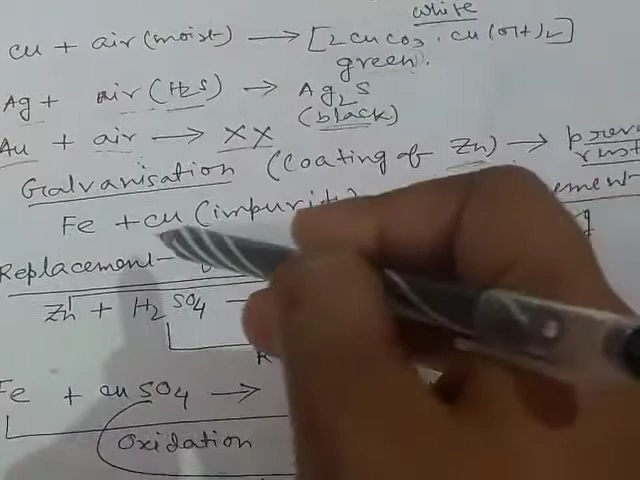 white
Cu + air (moist) → [2CuCO3 . Cu(OH)2]
green.
Ag + air (H2S) → Ag2S
(black)
Au + air → XX
Galvanisation (Coating of Zn) →
Fe + Cu (impurity)
Replacement-
Zn + H2SO4
Fe + CuSO4 →
Oxidation